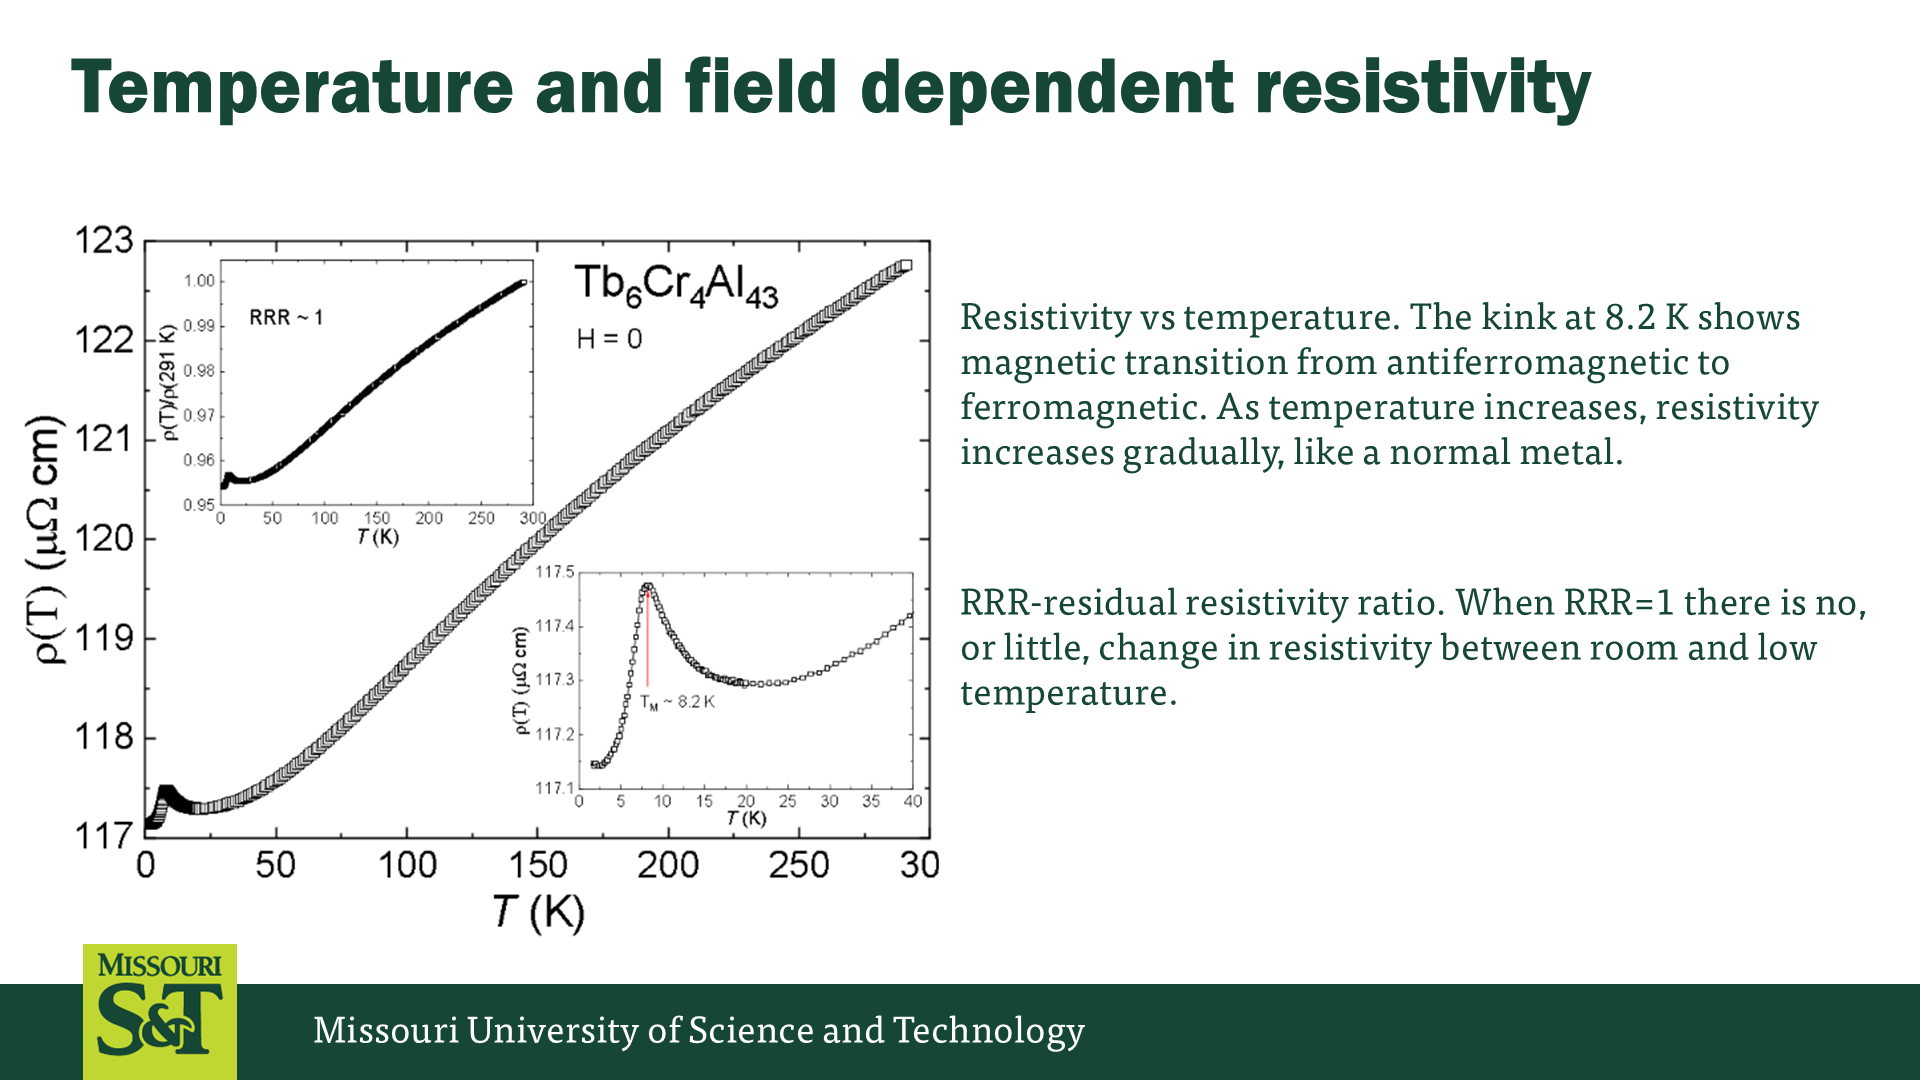 Temperature and field dependent resistivity
123
122
121
120
119
118
117
ρ(T) (μΩ cm)
0 50 100 150 200 250 30
T (K)
Tb6Cr4Al43
H = 0
1.00
0.99
0.98
0.97
0.96
0.95
ρ(T)/ρ(291 K)
RRR ~ 1
0 50 100 150 200 250 300
T (K)
117.5
117.4
117.3
117.2
117.1
ρ(T) (μΩ cm)
TM ~ 8.2 K
0 5 10 15 20 25 30 35 40
T (K)
Resistivity vs temperature. The kink at 8.2 K shows
magnetic transition from antiferromagnetic to
ferromagnetic. As temperature increases, resistivity
increases gradually, like a normal metal.
RRR-residual resistivity ratio. When RRR=1 there is no,
or little, change in resistivity between room and low
temperature.
MISSOURI
S&T
Missouri University of Science and Technology